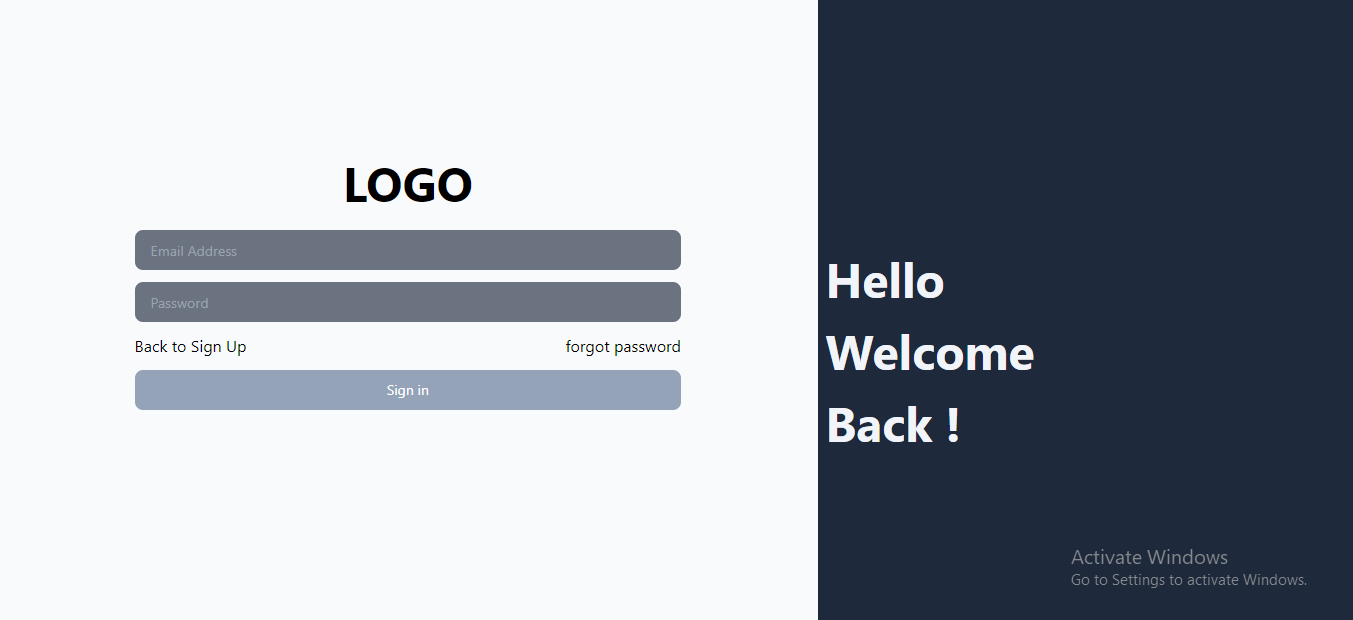 LOGO
Email Address
Password
Back to Sign Up
forgot password
Sign in
Hello
Welcome
Back !
Activate Windows
Go to Settings to activate Windows.